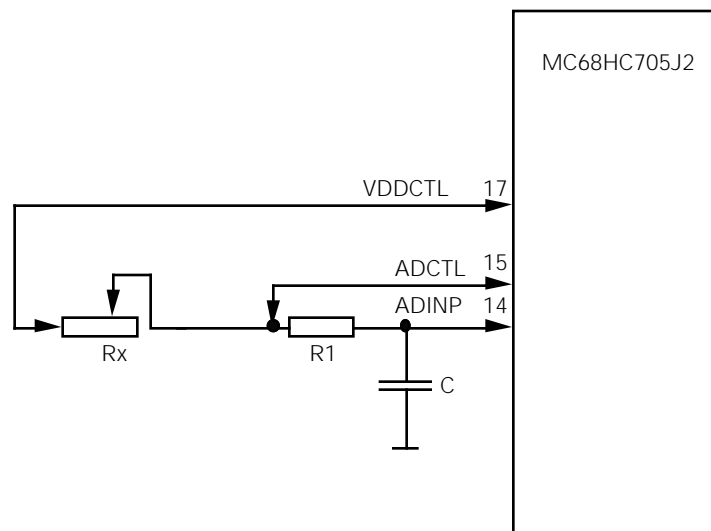 MC68HC705J2
VDDCTL 17
ADCTL 15
ADINP 14
Rx
R1
C